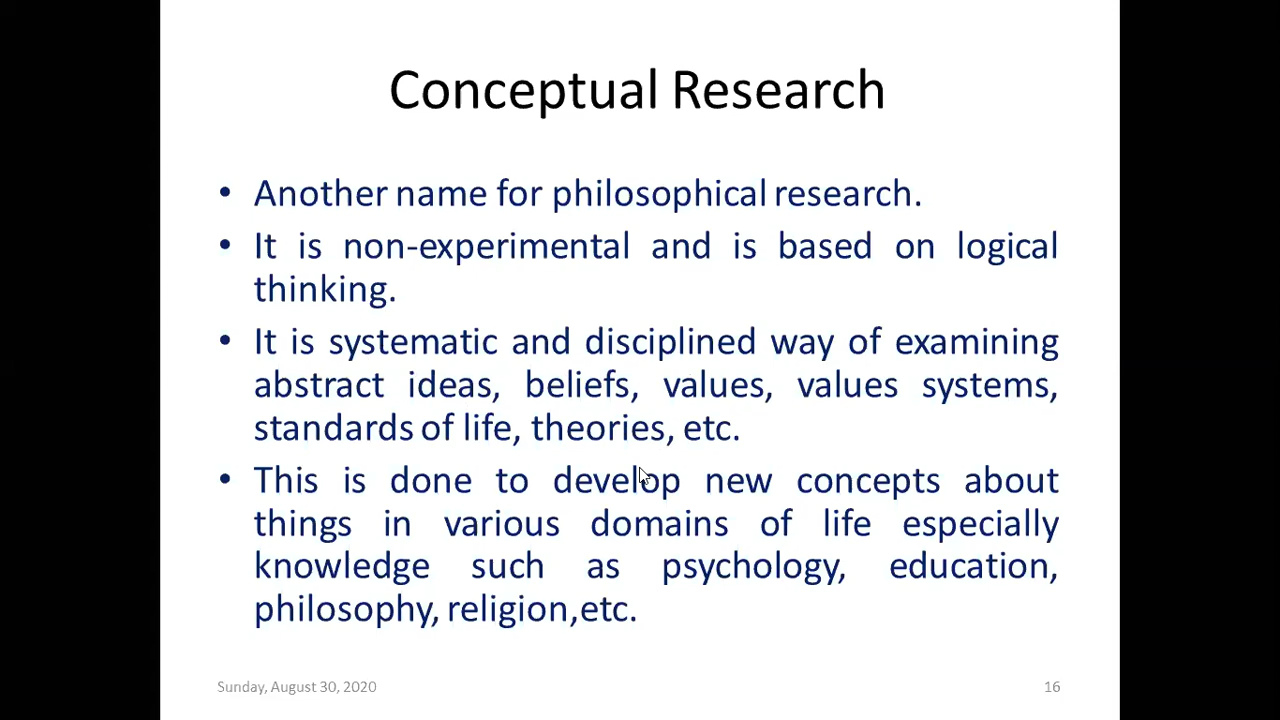 Conceptual Research
• Another name for philosophical research.
• It is non-experimental and is based on logical
thinking.
• It is systematic and disciplined way of examining
abstract ideas, beliefs, values, values systems,
standards of life, theories, etc.
• This is done to develop new concepts about
things in various domains of life especially
knowledge such as psychology, education,
philosophy, religion,etc.
Sunday, August 30, 2020
16